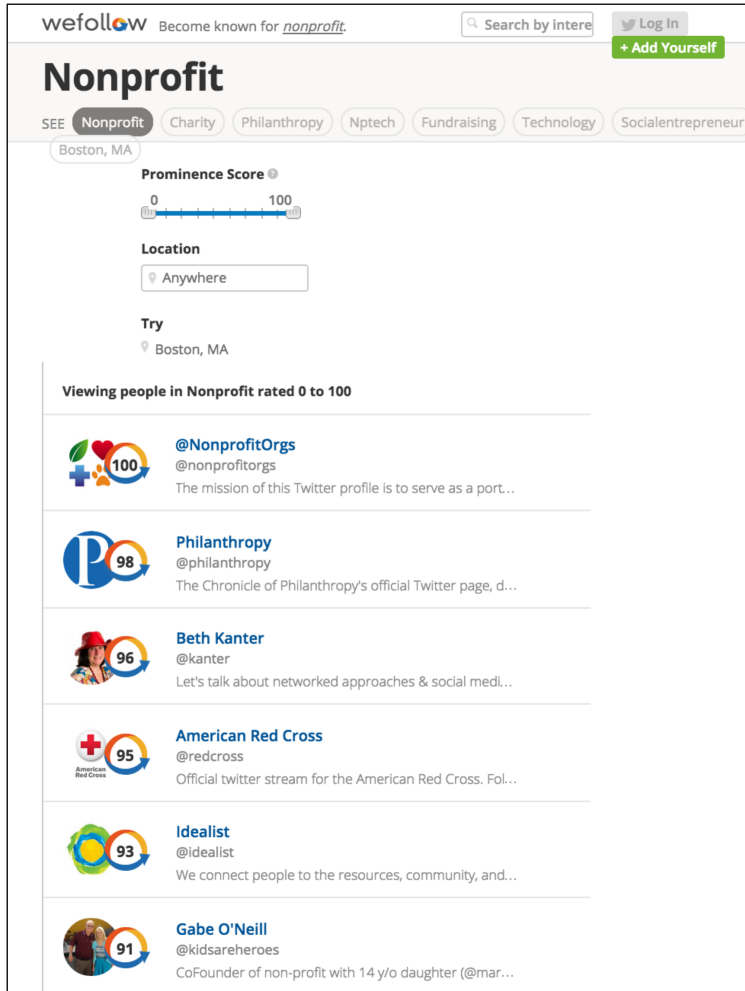 wefollow Become known for nonprofit.
Search by intere
Log In
+ Add Yourself
Nonprofit
SEE Nonprofit Charity Philanthropy Nptech Fundraising Technology Socialentrepreneur
Boston, MA
Prominence Score
0 100
Location
Anywhere
Try
Boston, MA
Viewing people in Nonprofit rated 0 to 100
100
@NonprofitOrgs
@nonprofitorgs
The mission of this Twitter profile is to serve as a port...
P
98
Philanthropy
@philanthropy
The Chronicle of Philanthropy's official Twitter page, d...
96
Beth Kanter
@kanter
Let's talk about networked approaches & social medi...
American
Red Cross
95
American Red Cross
@redcross
Official twitter stream for the American Red Cross. Fol...
93
Idealist
@idealist
We connect people to the resources, community, and...
91
Gabe O'Neill
@kidsareheroes
CoFounder of non-profit with 14 y/o daughter (@mar...